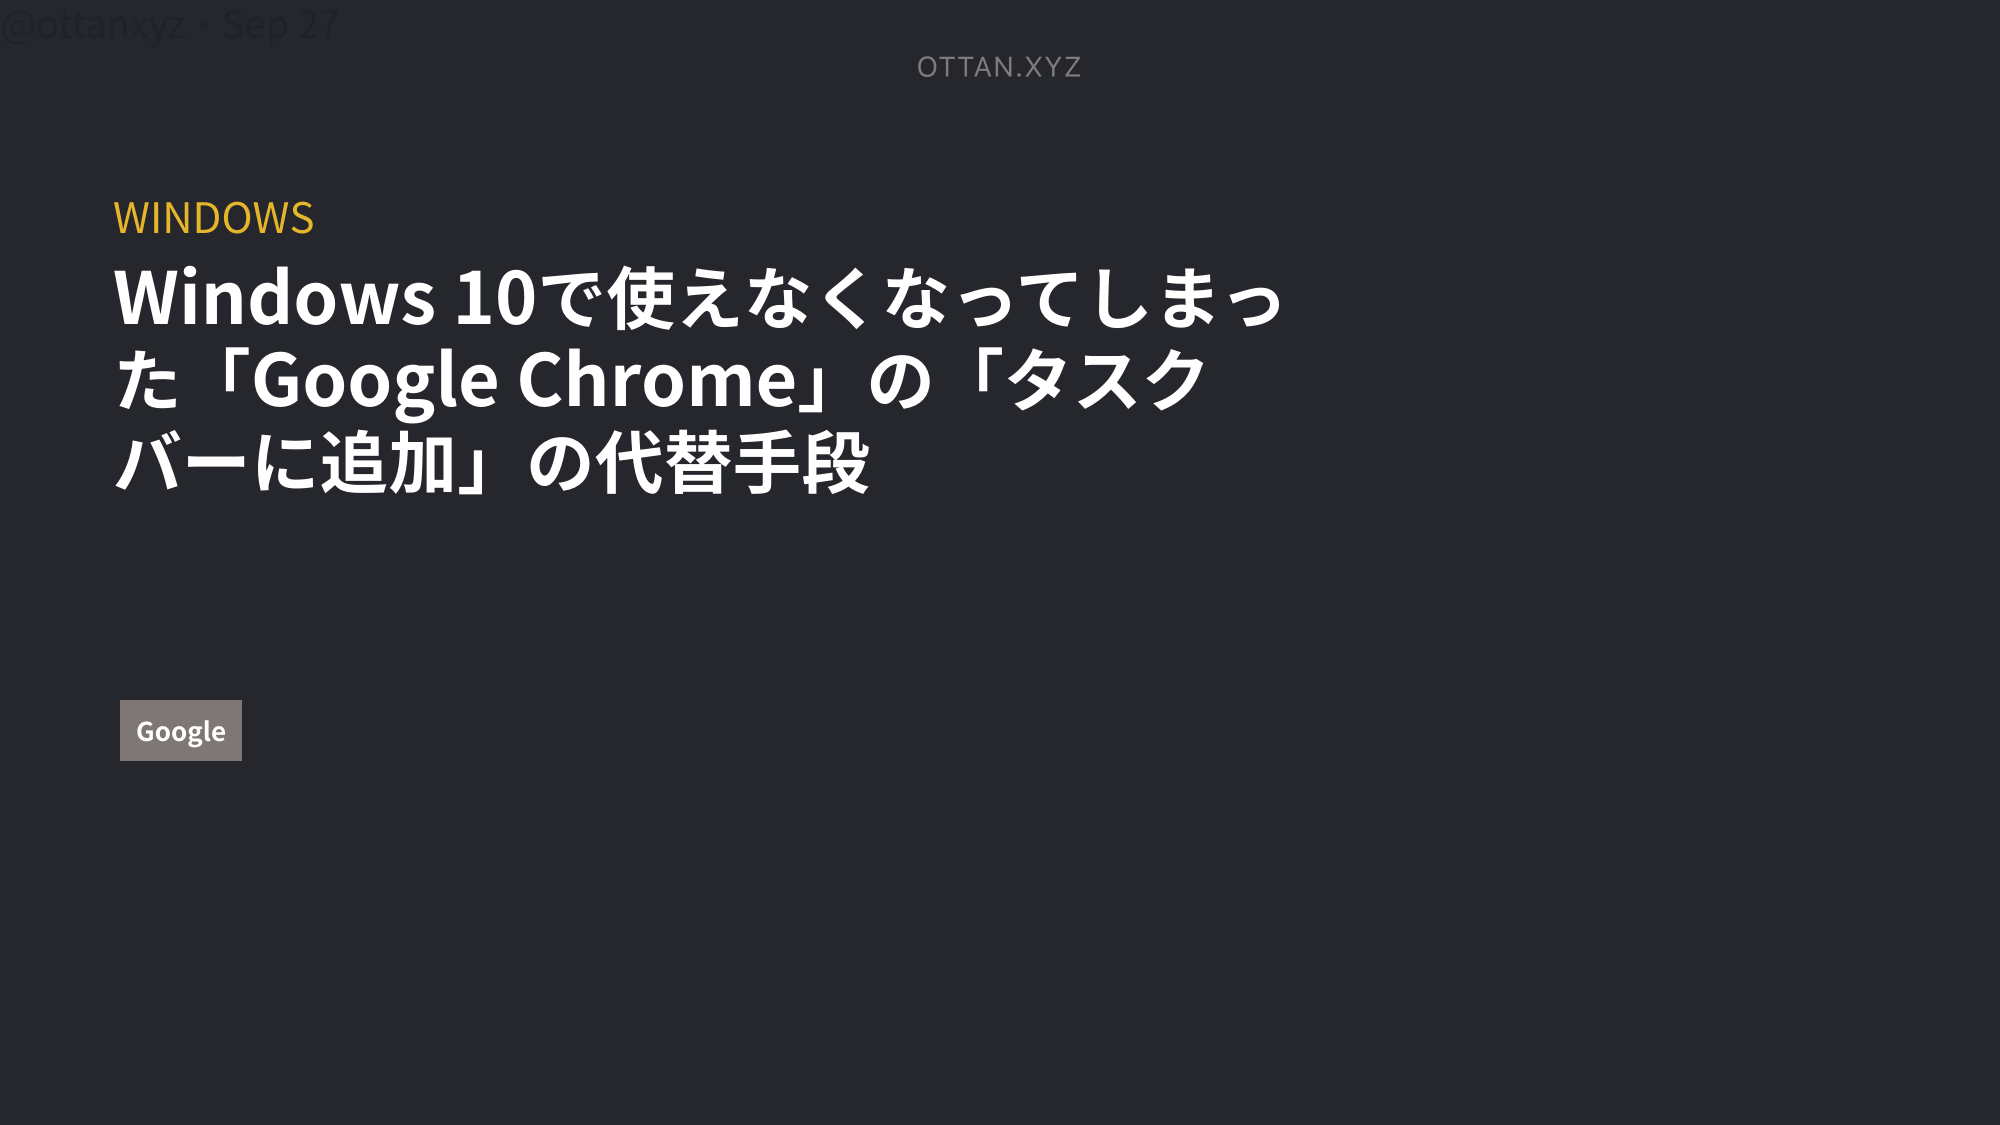 @ottanxyz・Sep 27
OTTAN.XYZ
WINDOWS
Windows 10で使えなくなってしまっ
た「Google Chrome」の「タスク
バーに追加」の代替手段
Google